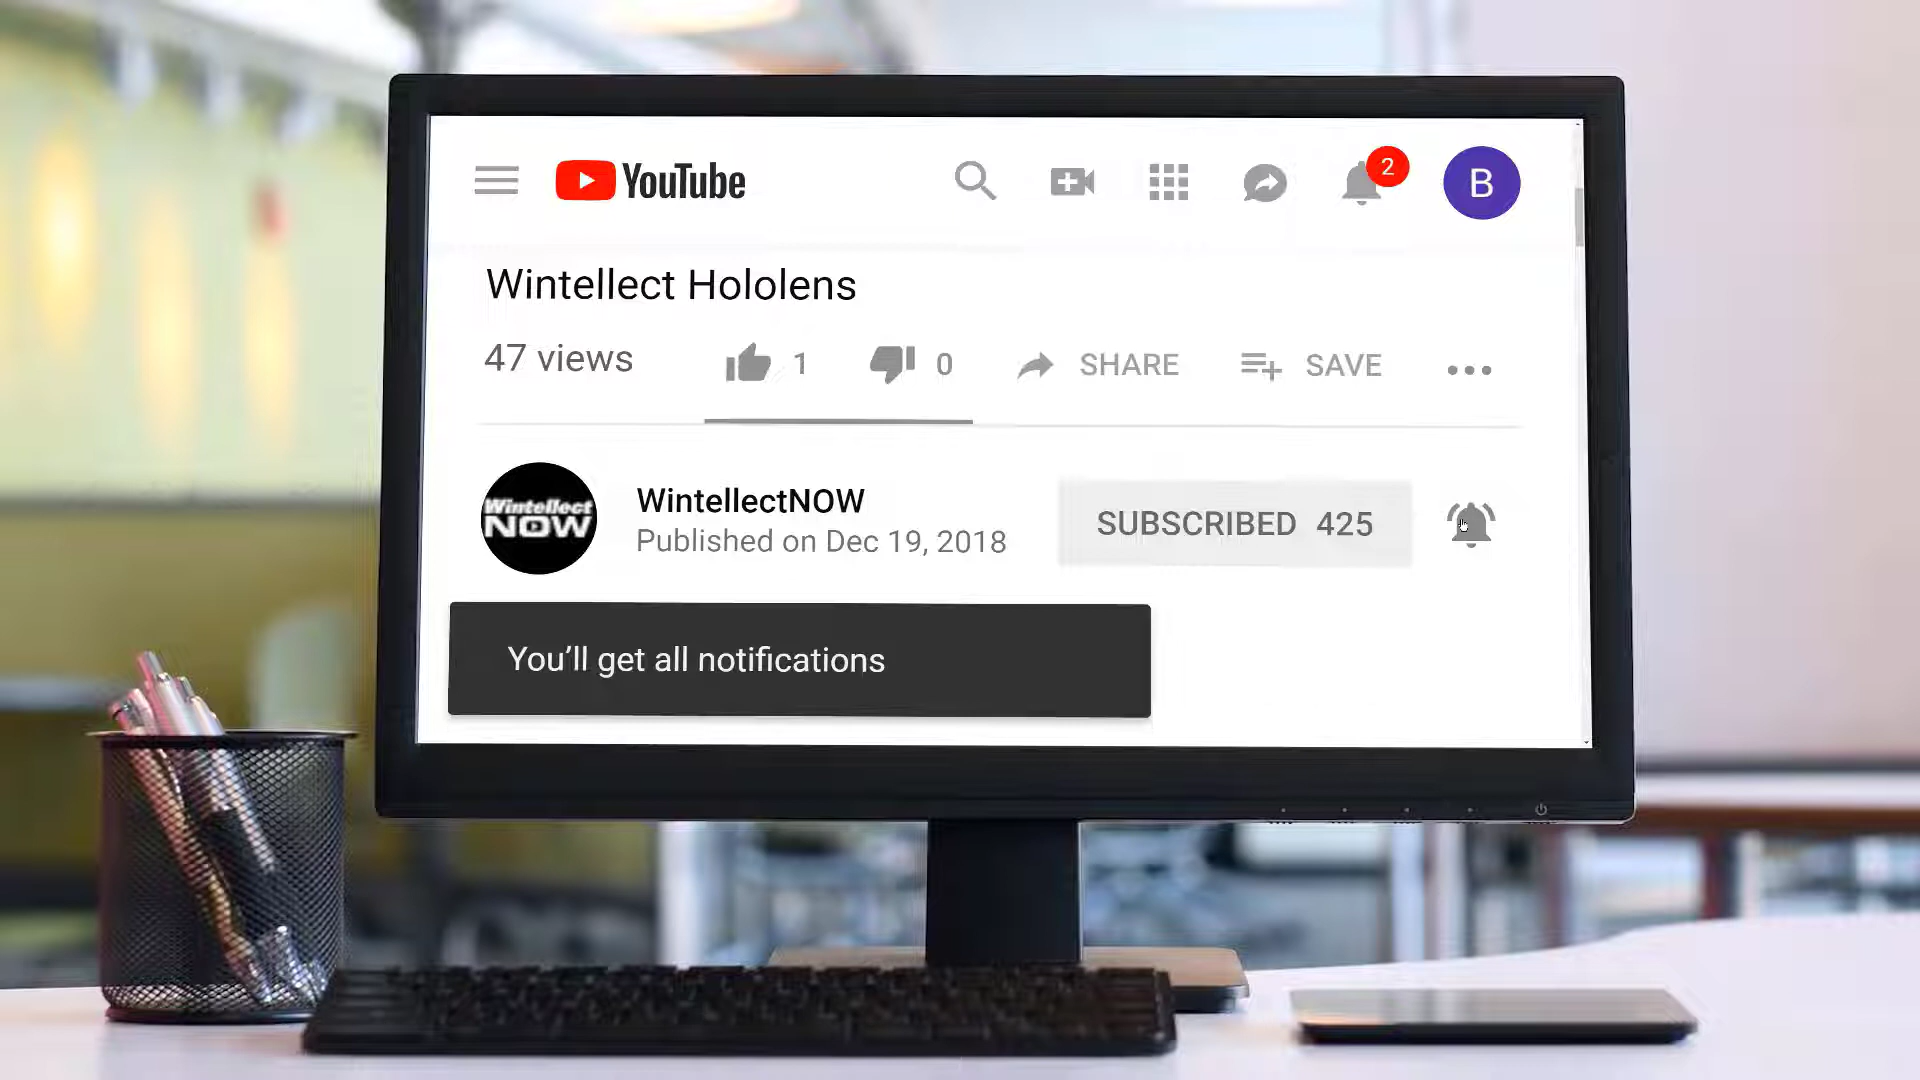 YouTube
2
B
Wintellect Hololens
47 views
1
0
SHARE
SAVE
Wintellect
NOW
WintellectNOW
Published on Dec 19, 2018
SUBSCRIBED 425
You’ll get all notifications